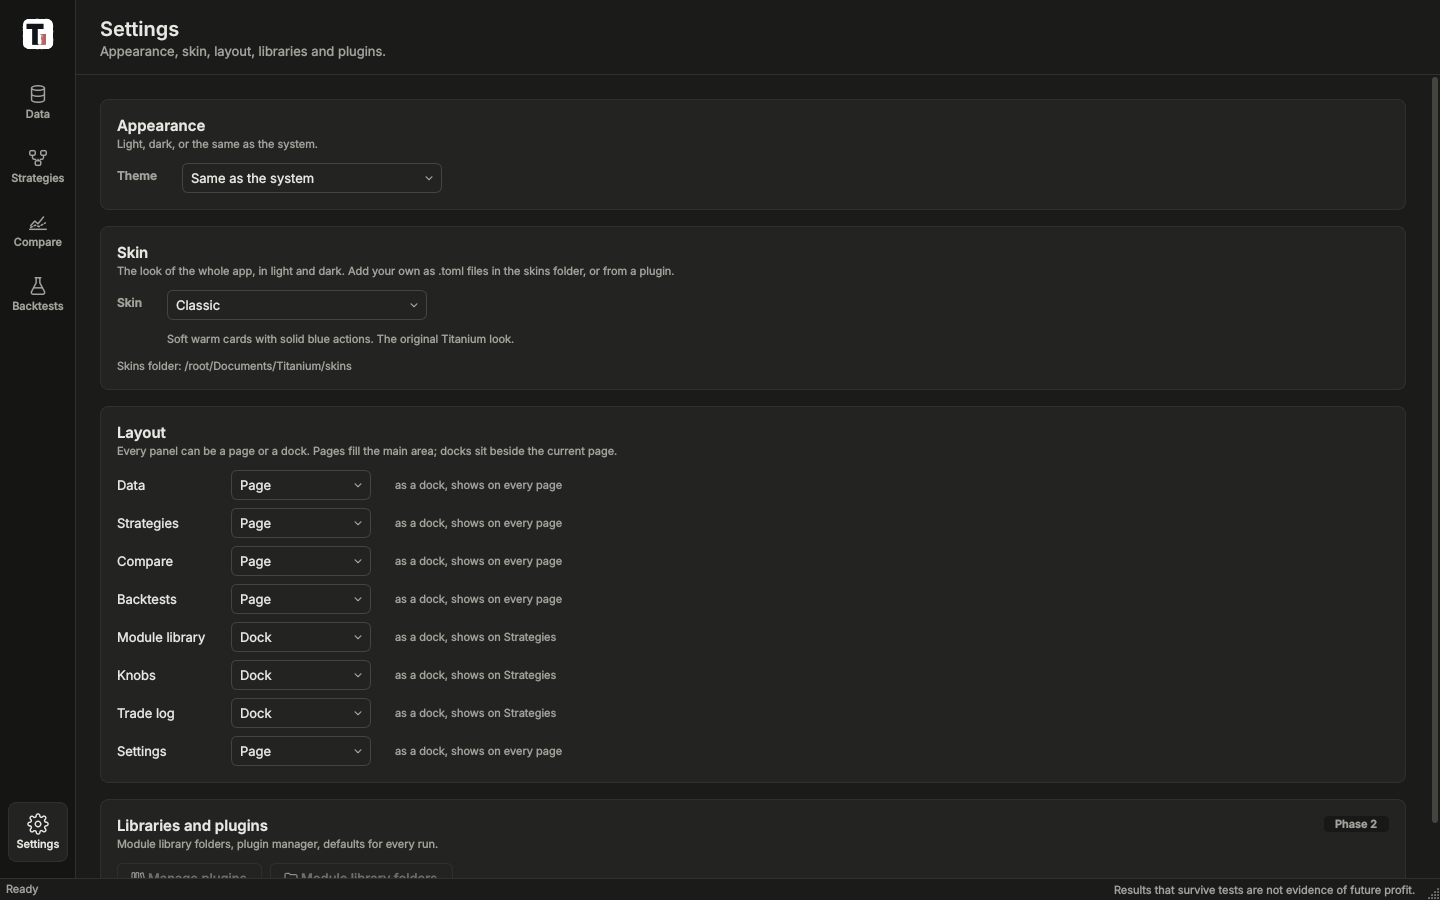 Ti
Settings
Appearance, skin, layout, libraries and plugins.
Data
Strategies
Compare
Backtests
Settings
Appearance
Light, dark, or the same as the system.
Theme Same as the system
Skin
The look of the whole app, in light and dark. Add your own as .toml files in the skins folder, or from a plugin.
Skin Classic
Soft warm cards with solid blue actions. The original Titanium look.
Skins folder: /root/Documents/Titanium/skins
Layout
Every panel can be a page or a dock. Pages fill the main area; docks sit beside the current page.
Data Page as a dock, shows on every page
Strategies Page as a dock, shows on every page
Compare Page as a dock, shows on every page
Backtests Page as a dock, shows on every page
Module library Dock as a dock, shows on Strategies
Knobs Dock as a dock, shows on Strategies
Trade log Dock as a dock, shows on Strategies
Settings Page as a dock, shows on every page
Libraries and plugins Phase 2
Module library folders, plugin manager, defaults for every run.
Manage plugins Module library folders
Ready Results that survive tests are not evidence of future profit.